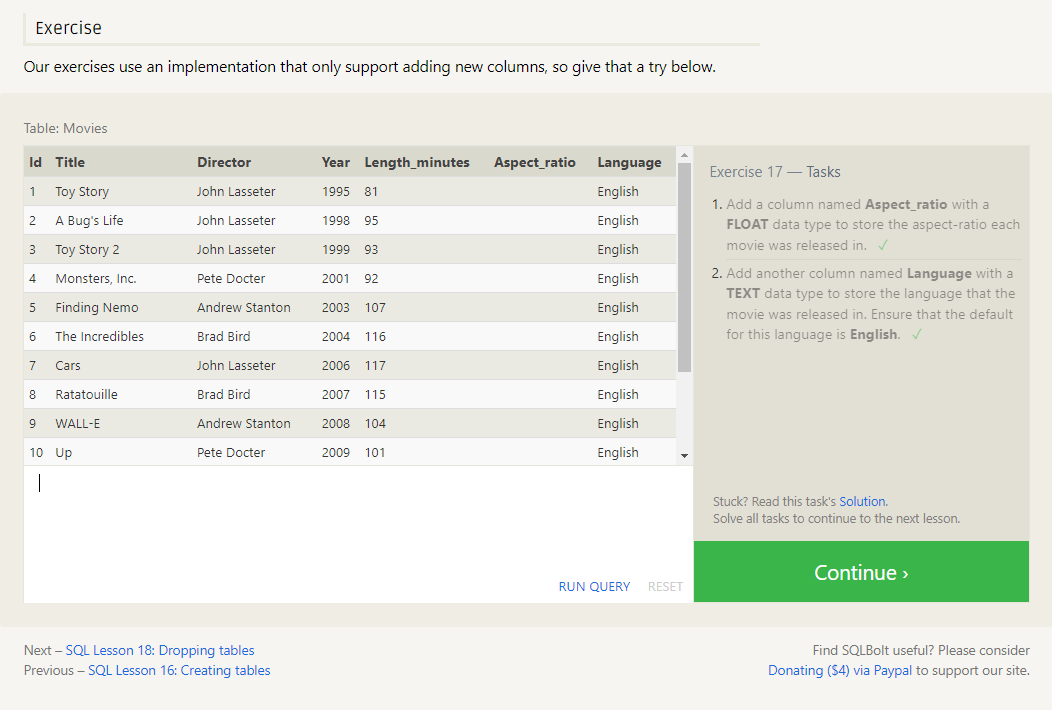 Exercise
Our exercises use an implementation that only support adding new columns, so give that a try below.
Table: Movies
Id Title Director Year Length_minutes Aspect_ratio Language
1 Toy Story John Lasseter 1995 81 English
2 A Bug's Life John Lasseter 1998 95 English
3 Toy Story 2 John Lasseter 1999 93 English
4 Monsters, Inc. Pete Docter 2001 92 English
5 Finding Nemo Andrew Stanton 2003 107 English
6 The Incredibles Brad Bird 2004 116 English
7 Cars John Lasseter 2006 117 English
8 Ratatouille Brad Bird 2007 115 English
9 WALL-E Andrew Stanton 2008 104 English
10 Up Pete Docter 2009 101 English
RUN QUERY RESET
Exercise 17 — Tasks
1. Add a column named Aspect_ratio with a
FLOAT data type to store the aspect-ratio each
movie was released in. ✓
2. Add another column named Language with a
TEXT data type to store the language that the
movie was released in. Ensure that the default
for this language is English. ✓
Stuck? Read this task's Solution.
Solve all tasks to continue to the next lesson.
Continue ›
Next – SQL Lesson 18: Dropping tables
Previous – SQL Lesson 16: Creating tables
Find SQLBolt useful? Please consider
Donating ($4) via Paypal to support our site.